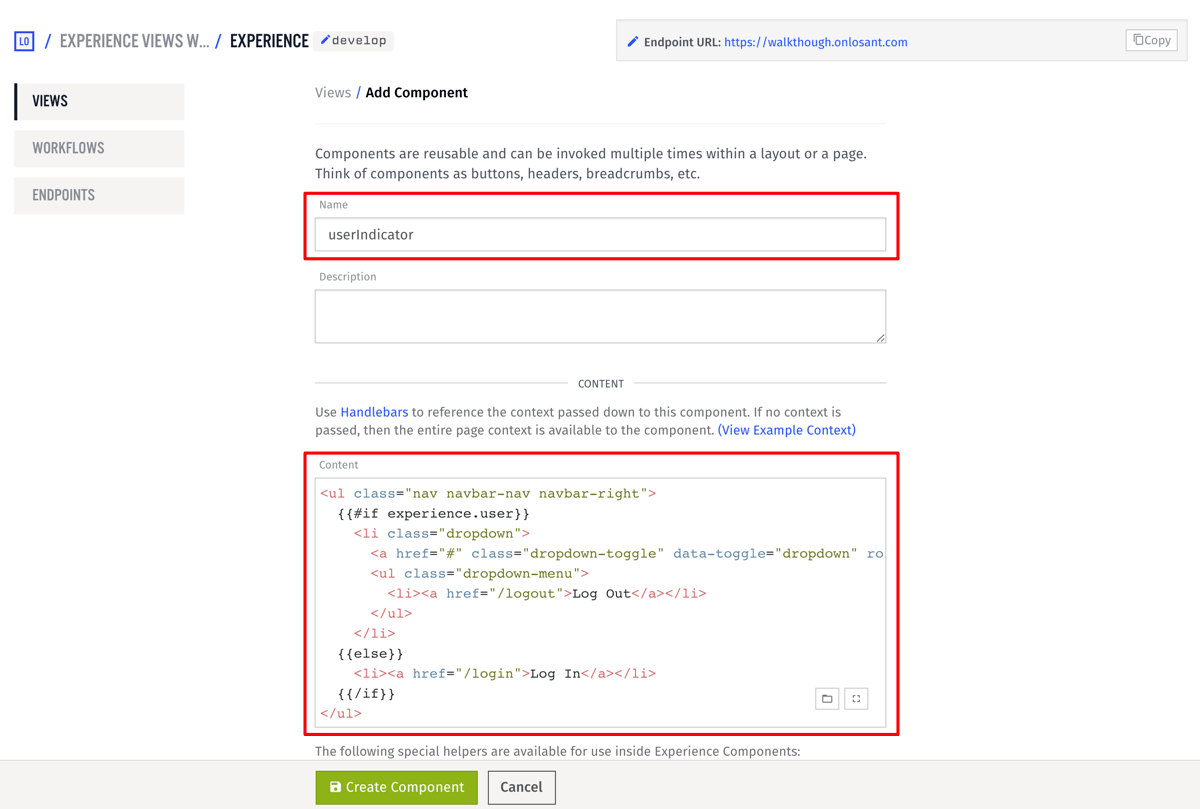 LO / EXPERIENCE VIEWS W... / EXPERIENCE develop
Endpoint URL: https://walkthough.onlosant.com
Copy
VIEWS
WORKFLOWS
ENDPOINTS
Views / Add Component
Components are reusable and can be invoked multiple times within a layout or a page.
Think of components as buttons, headers, breadcrumbs, etc.
Name
userIndicator
Description
CONTENT
Use Handlebars to reference the context passed down to this component. If no context is
passed, then the entire page context is available to the component. (View Example Context)
Content
<ul class="nav navbar-nav navbar-right">
  {{#if experience.user}}
    <li class="dropdown">
      <a href="#" class="dropdown-toggle" data-toggle="dropdown" ro
      <ul class="dropdown-menu">
        <li><a href="/logout">Log Out</a></li>
      </ul>
    </li>
  {{else}}
    <li><a href="/login">Log In</a></li>
  {{/if}}
</ul>
The following special helpers are available for use inside Experience Components:
Create Component
Cancel